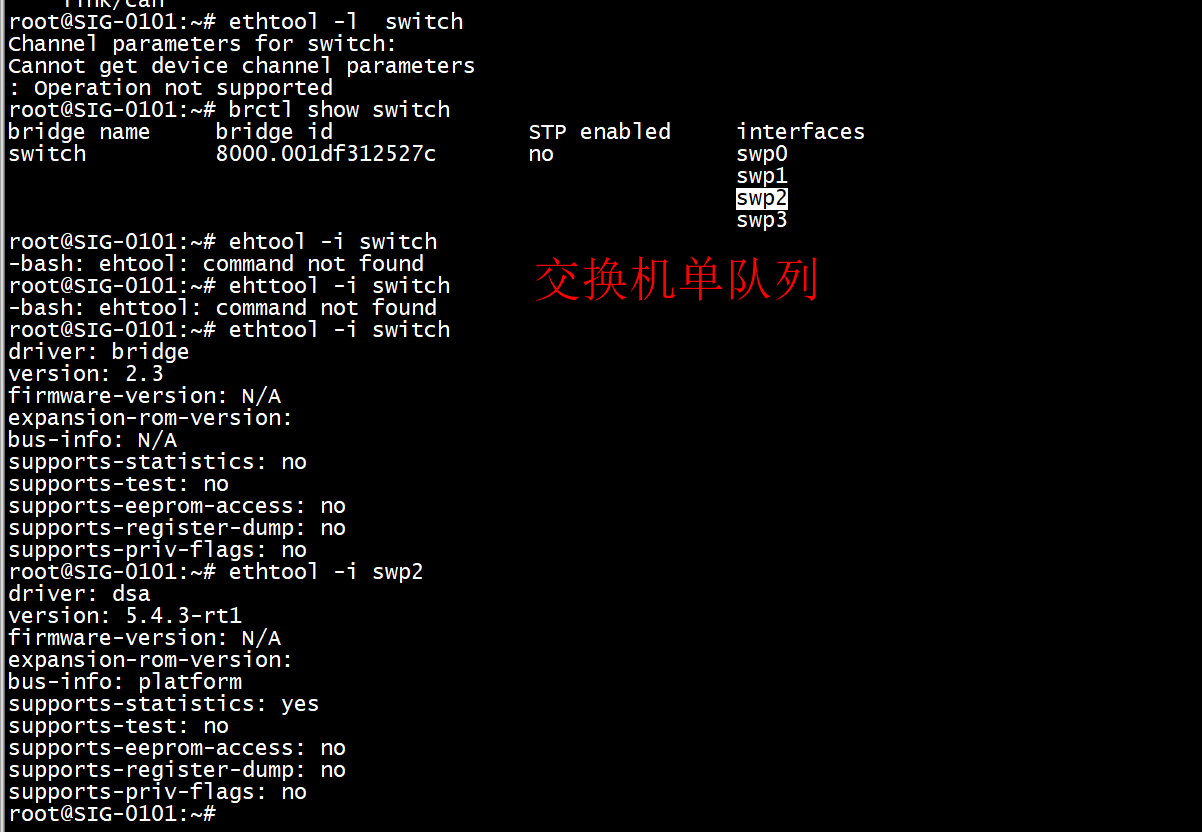 root@SIG-0101:~# ethtool -l  switch
Channel parameters for switch:
Cannot get device channel parameters
: Operation not supported
root@SIG-0101:~# brctl show switch
bridge name     bridge id               STP enabled     interfaces
switch          8000.001df312527c       no              swp0
swp1
swp2
swp3
root@SIG-0101:~# ehtool -i switch
-bash: ehtool: command not found
交换机单队列
root@SIG-0101:~# ehttool -i switch
-bash: ehttool: command not found
root@SIG-0101:~# ethtool -i switch
driver: bridge
version: 2.3
firmware-version: N/A
expansion-rom-version:
bus-info: N/A
supports-statistics: no
supports-test: no
supports-eeprom-access: no
supports-register-dump: no
supports-priv-flags: no
root@SIG-0101:~# ethtool -i swp2
driver: dsa
version: 5.4.3-rt1
firmware-version: N/A
expansion-rom-version:
bus-info: platform
supports-statistics: yes
supports-test: no
supports-eeprom-access: no
supports-register-dump: no
supports-priv-flags: no
root@SIG-0101:~#